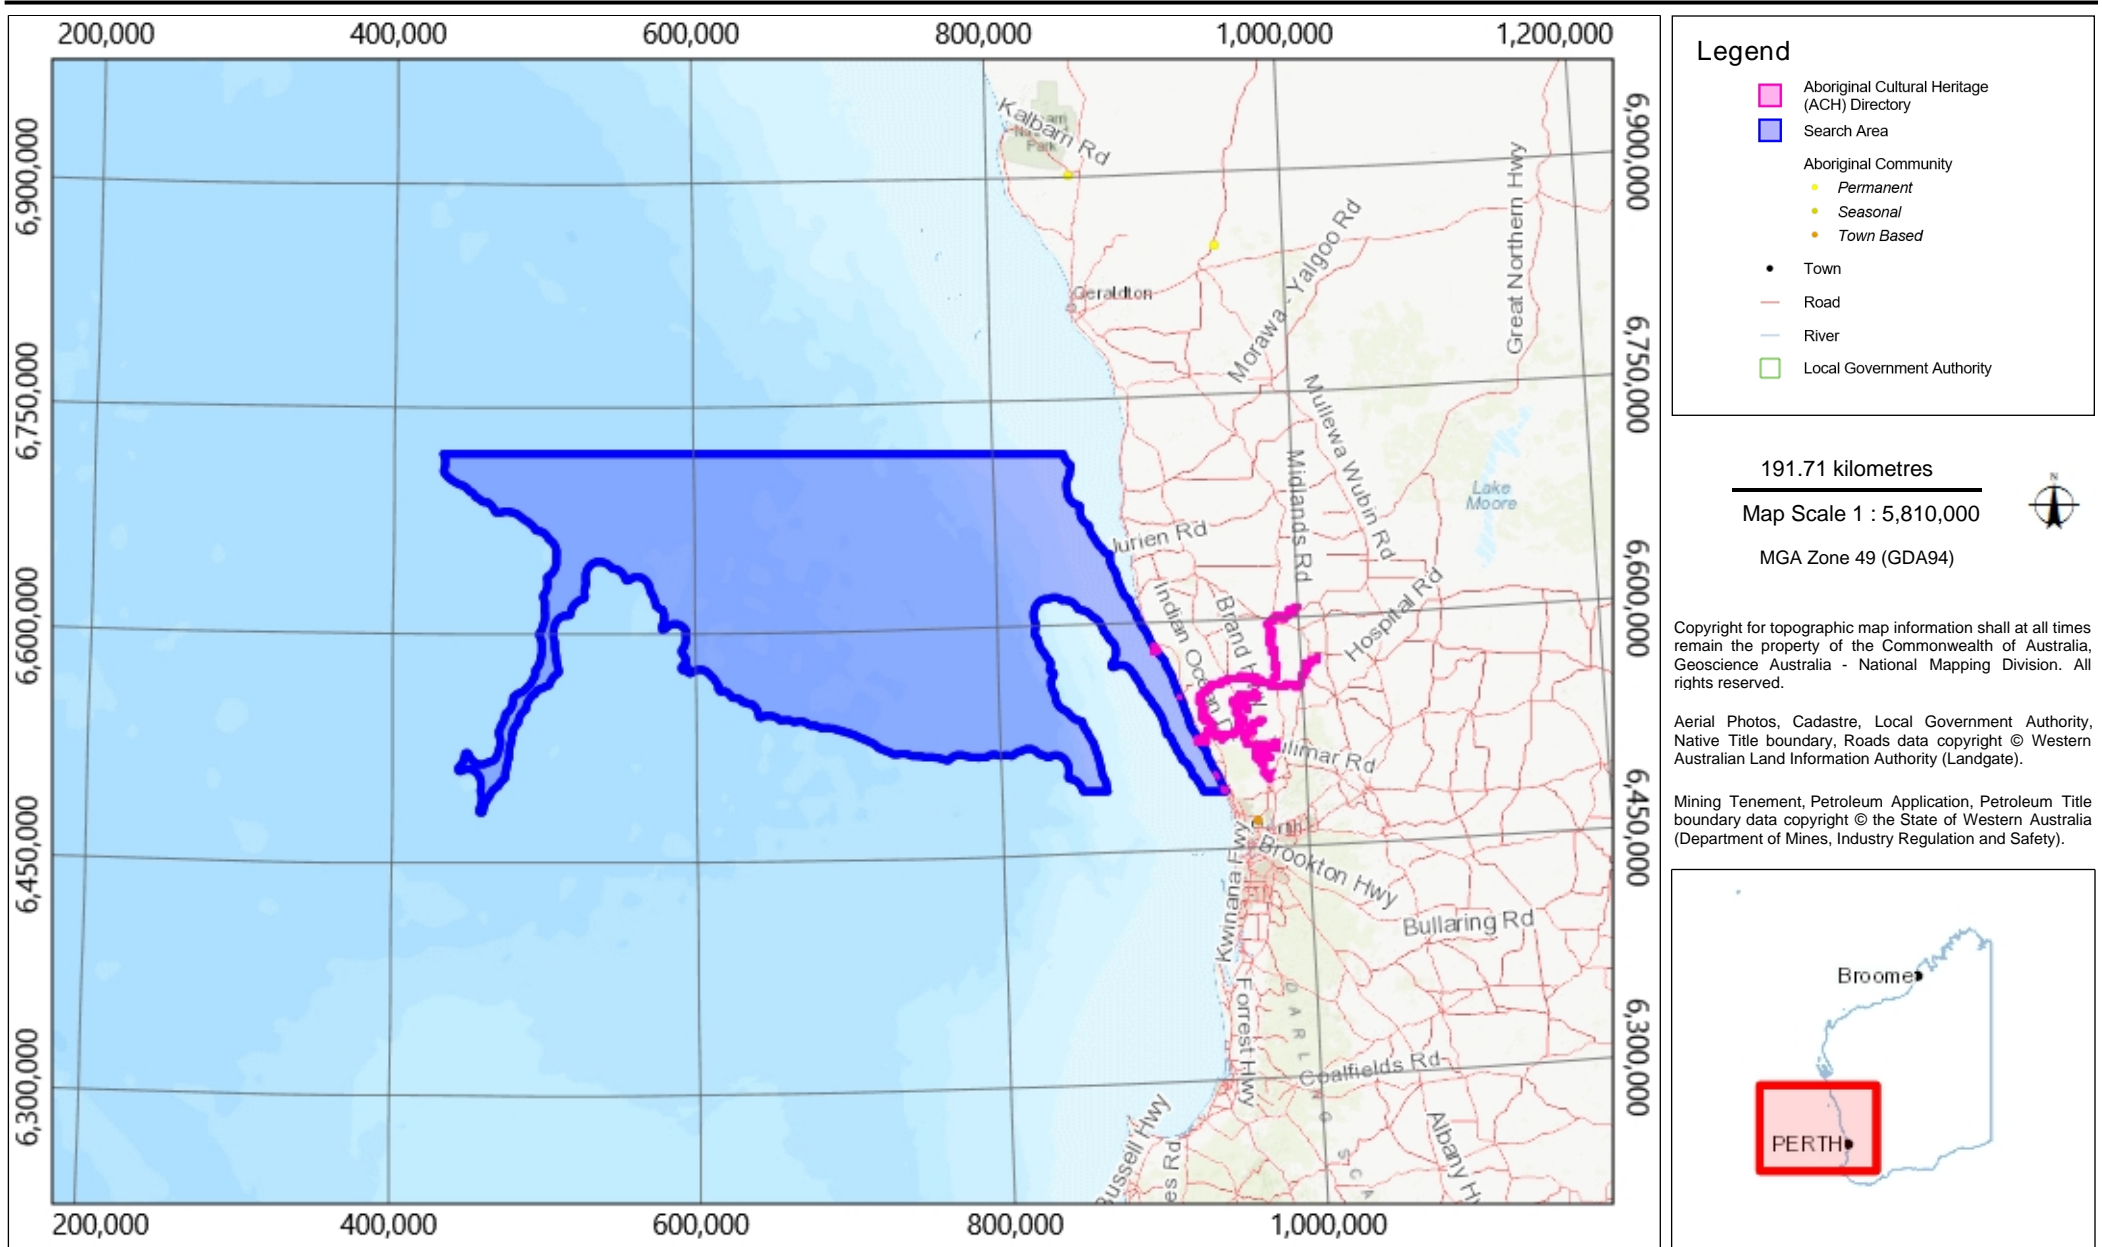 200,000 400,000 600,000 800,000 1,000,000 1,200,000
6,900,000
6,750,000
6,600,000
6,450,000
6,300,000
Kalbarri Rd
Park
Geraldton
Morawa - Yalgoo Rd
Great Northern Hwy
Mullewa Wubin Rd
Midlands Rd
Lake
Moore
Jurien Rd
Indian Ocean D
Brand H
Hospital Rd
Brookton Hwy
Kwinana Fwy
Bullaring Rd
Forrest Hwy
DARLING
SCA
Coalfields Rd
Bussell Hwy
es Rd
Albany H
6,900,000
6,750,000
6,600,000
6,450,000
6,300,000
200,000 400,000 600,000 800,000 1,000,000
Legend
Aboriginal Cultural Heritage
(ACH) Directory
Search Area
Aboriginal Community
Permanent
Seasonal
Town Based
Town
Road
River
Local Government Authority
191.71 kilometres
Map Scale 1 : 5,810,000
MGA Zone 49 (GDA94)
N
Copyright for topographic map information shall at all times
remain the property of the Commonwealth of Australia,
Geoscience Australia - National Mapping Division. All
rights reserved.
Aerial Photos, Cadastre, Local Government Authority,
Native Title boundary, Roads data copyright © Western
Australian Land Information Authority (Landgate).
Mining Tenement, Petroleum Application, Petroleum Title
boundary data copyright © the State of Western Australia
(Department of Mines, Industry Regulation and Safety).
Broome
PERTH